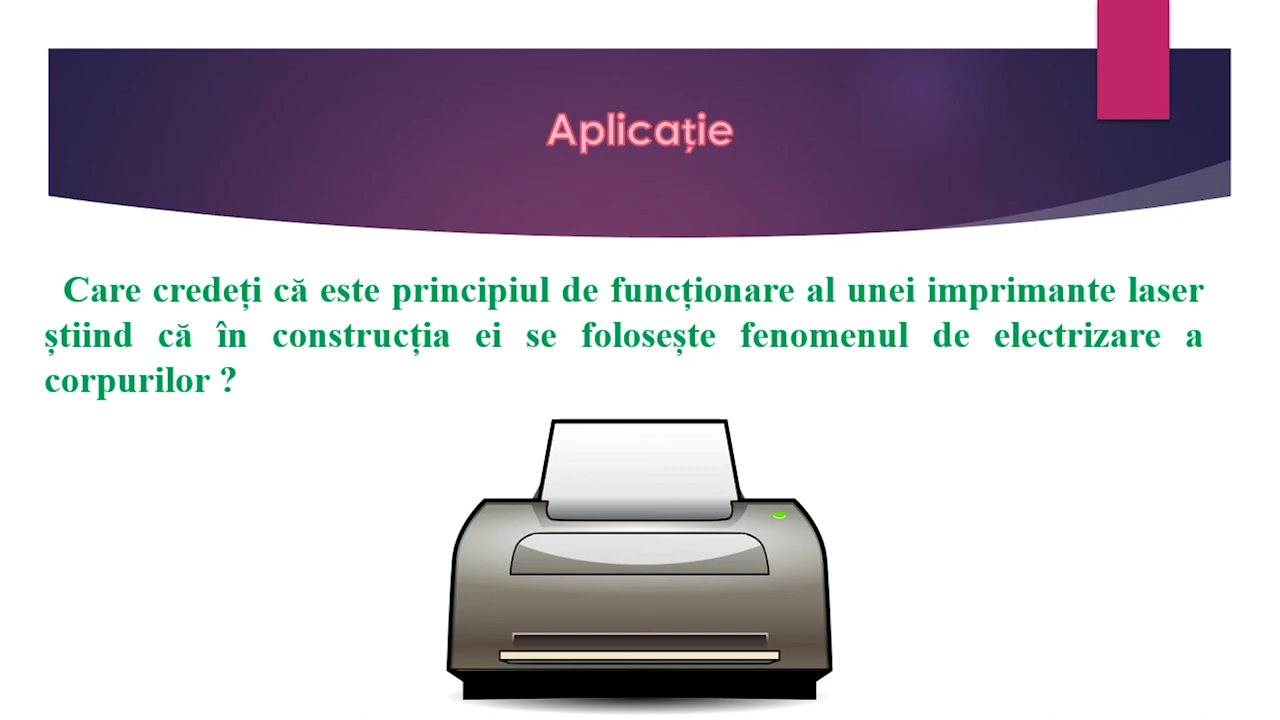 Aplicație
Care credeți că este principiul de funcționare al unei imprimante laser
știind că în construcția ei se folosește fenomenul de electrizare a
corpurilor ?